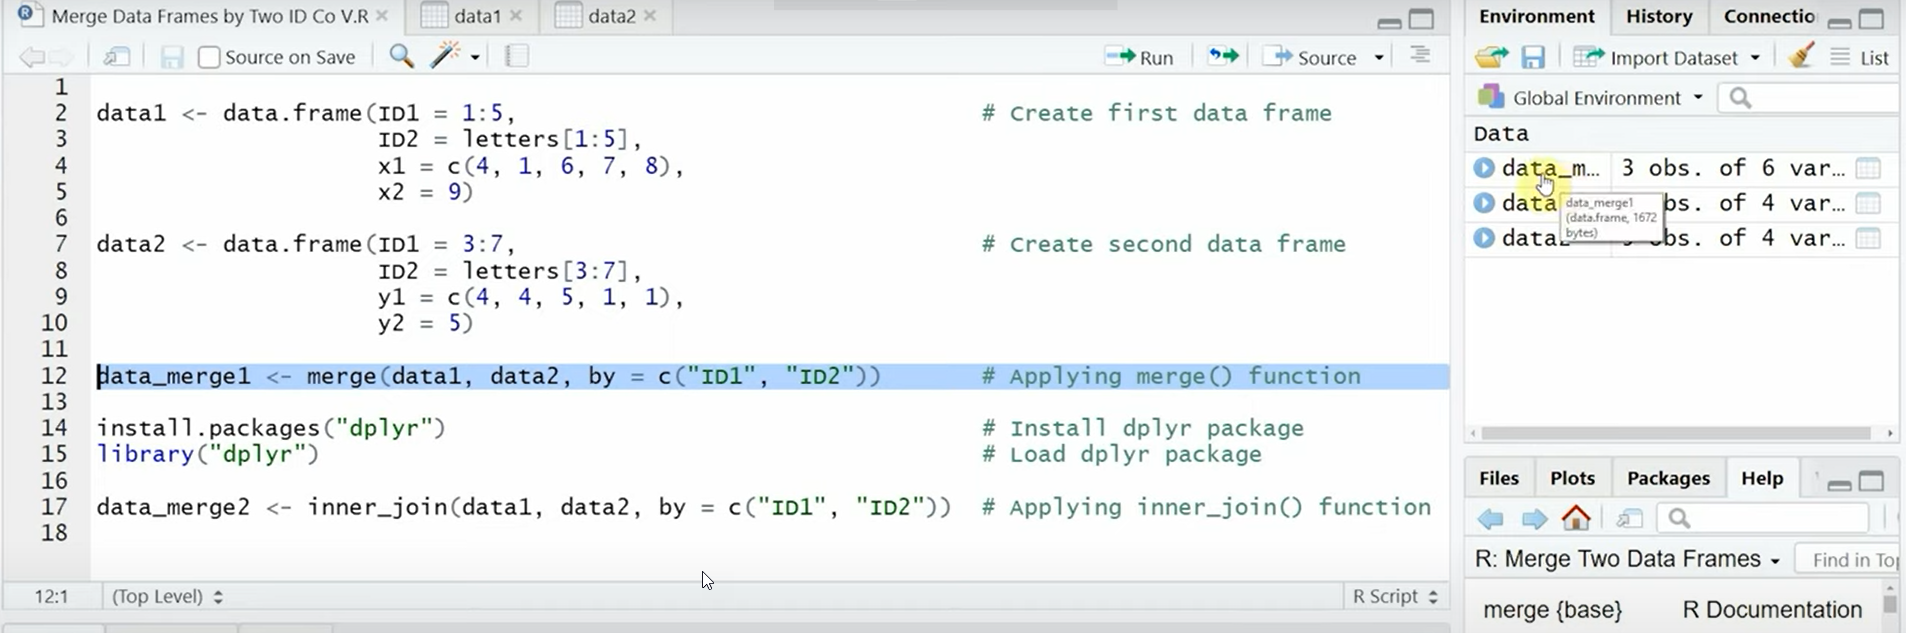 Merge Data Frames by Two ID Co V.R data1 data2
Source on Save Run Source
1
2 data1 <- data.frame(ID1 = 1:5, # Create first data frame
3 ID2 = letters[1:5],
4 x1 = c(4, 1, 6, 7, 8),
5 x2 = 9)
6
7 data2 <- data.frame(ID1 = 3:7, # Create second data frame
8 ID2 = letters[3:7],
9 y1 = c(4, 4, 5, 1, 1),
10 y2 = 5)
11
12 data_merge1 <- merge(data1, data2, by = c("ID1", "ID2")) # Applying merge() function
13
14 install.packages("dplyr") # Install dplyr package
15 library("dplyr") # Load dplyr package
16
17 data_merge2 <- inner_join(data1, data2, by = c("ID1", "ID2")) # Applying inner_join() function
18
12:1 (Top Level) R Script
Environment History Connectio
Import Dataset List
Global Environment
Data
data_m… 3 obs. of 6 var…
data bs. of 4 var…
data obs. of 4 var…
data_merge1
(data.frame, 1672
bytes)
Files Plots Packages Help
R: Merge Two Data Frames Find in To
merge {base} R Documentation